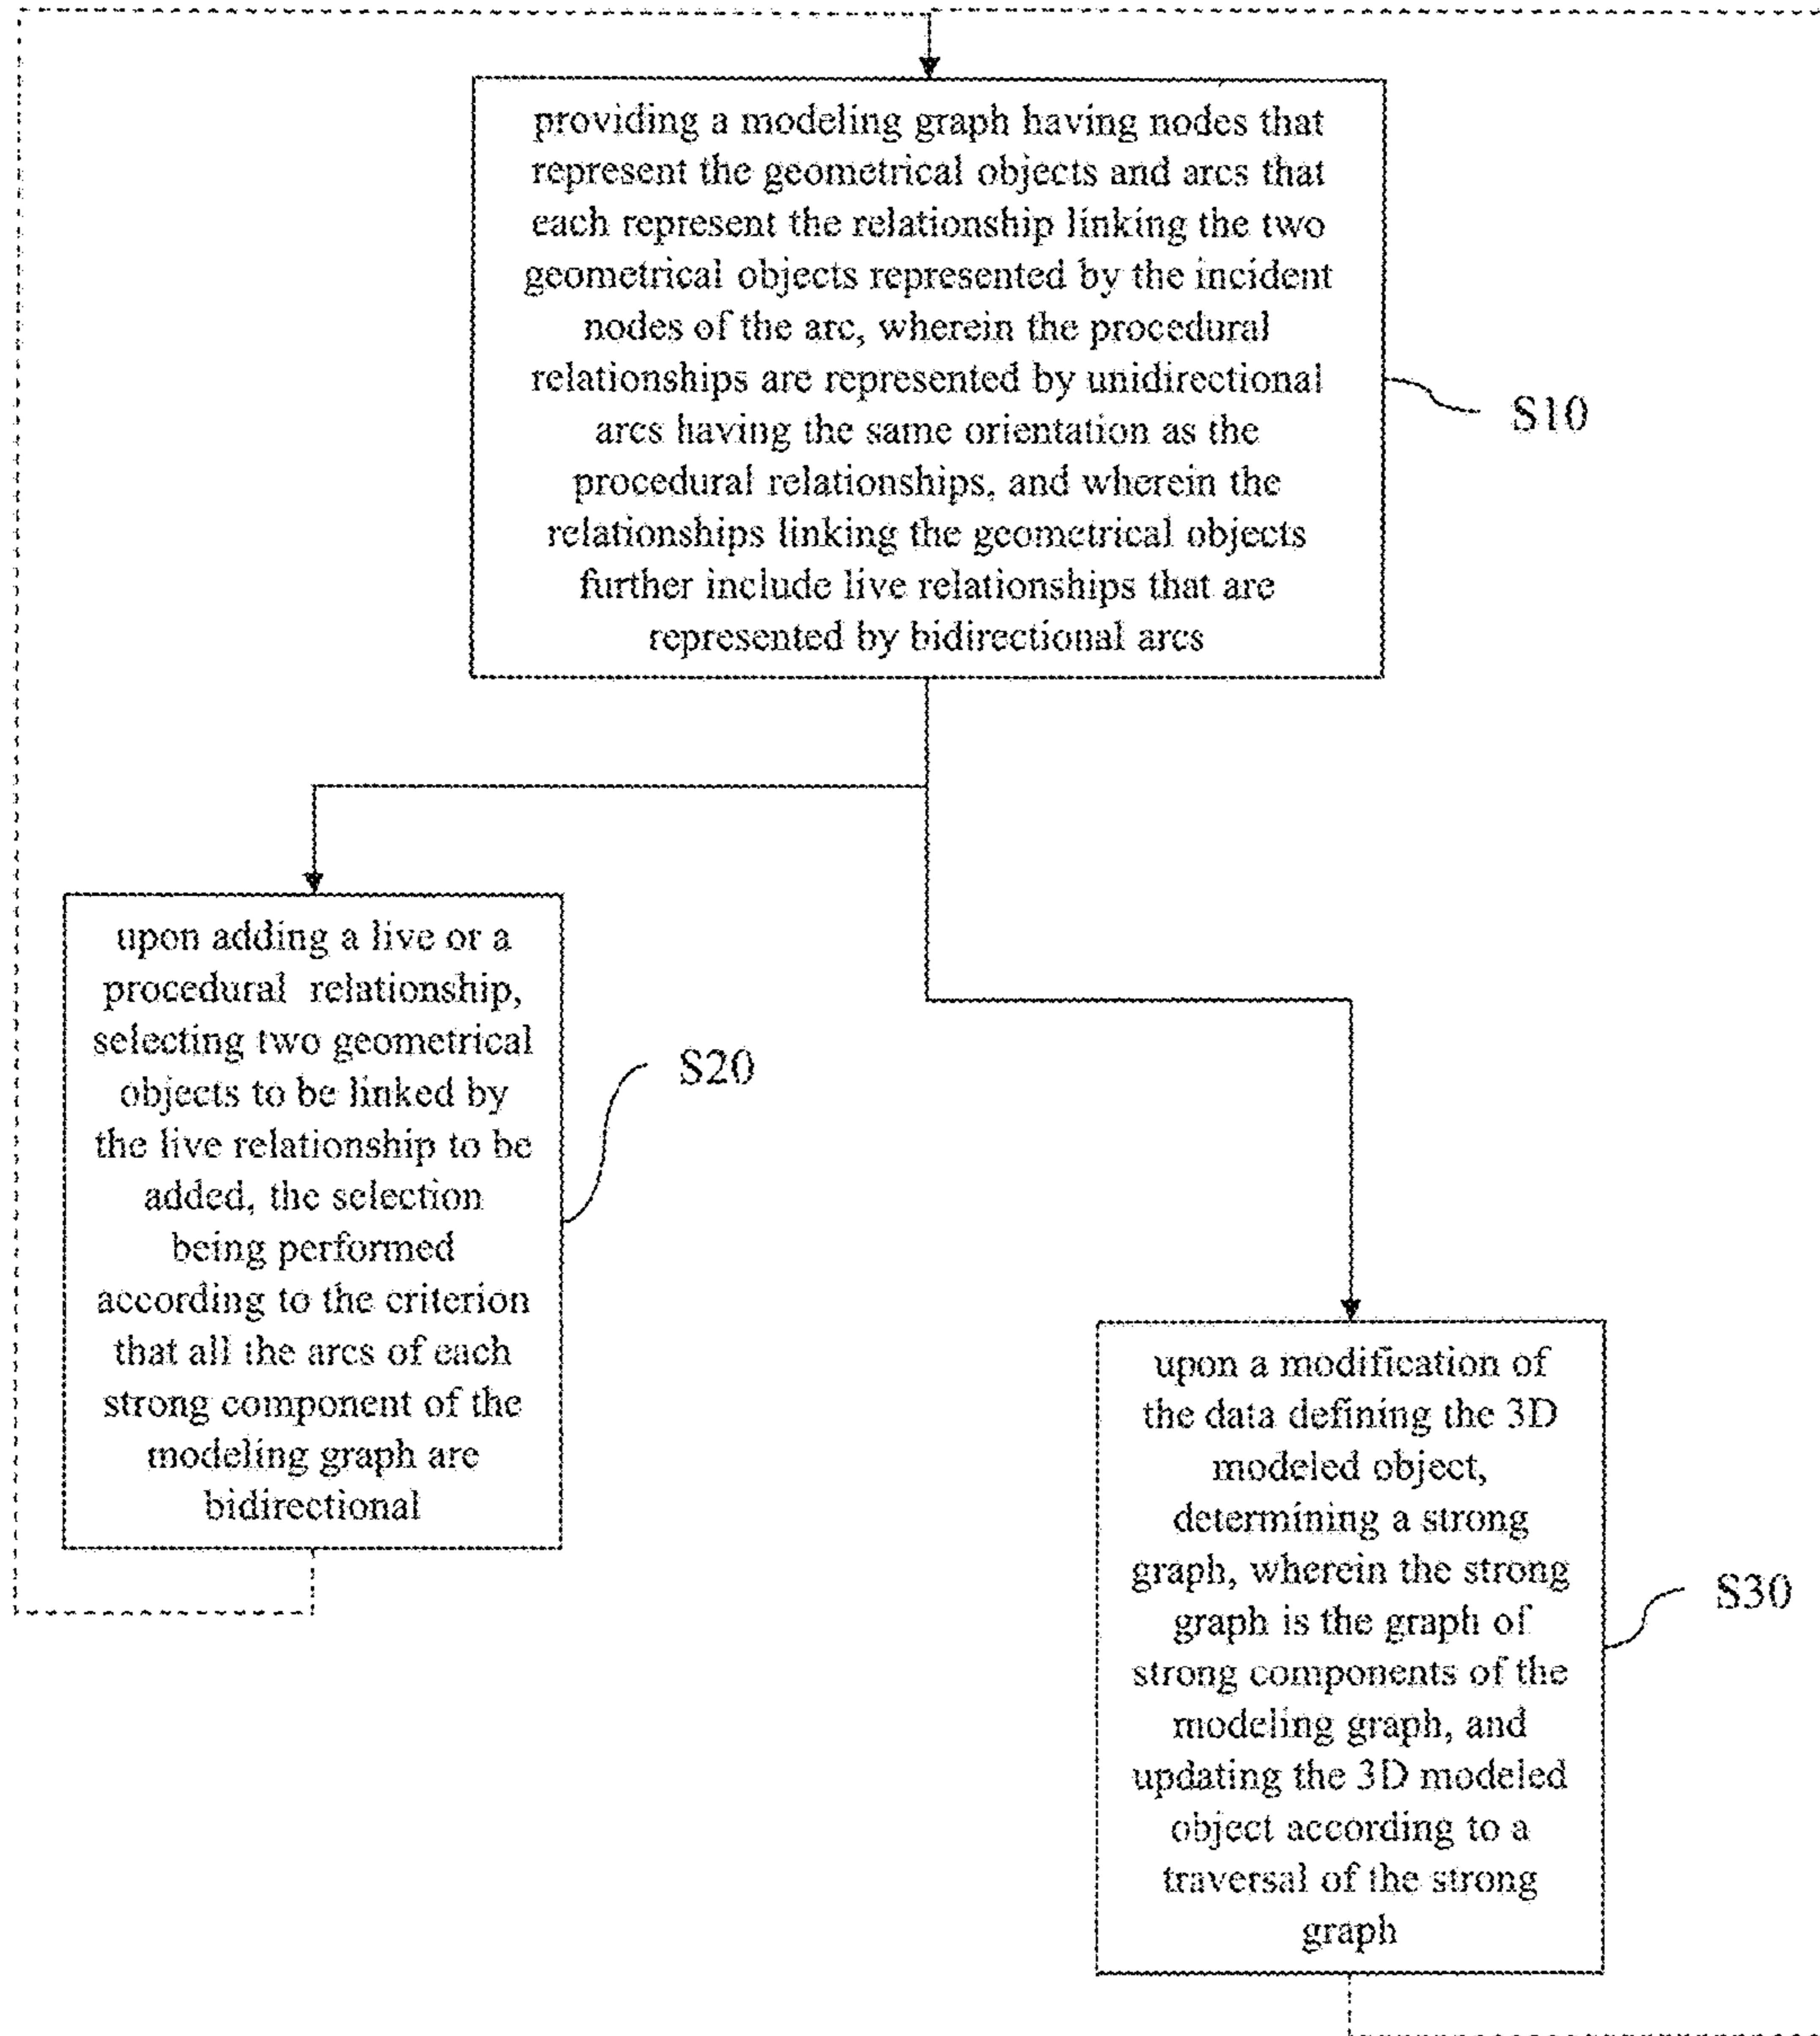 providing a modeling graph having nodes that
represent the geometrical objects and arcs that
each represent the relationship linking the two
geometrical objects represented by the incident
nodes of the arc, wherein the procedural
relationships are represented by unidirectional
arcs having the same orientation as the
procedural relationships, and wherein the
relationships linking the geometrical objects
further include live relationships that are
represented by bidirectional arcs
S10
upon adding a live or a
procedural relationship,
selecting two geometrical
objects to be linked by
the live relationship to be
added, the selection
being performed
according to the criterion
that all the arcs of each
strong component of the
modeling graph are
bidirectional
S20
upon a modification of
the data defining the 3D
modeled object,
determining a strong
graph, wherein the strong
graph is the graph of
strong components of the
modeling graph, and
updating the 3D modeled
object according to a
traversal of the strong
graph
S30